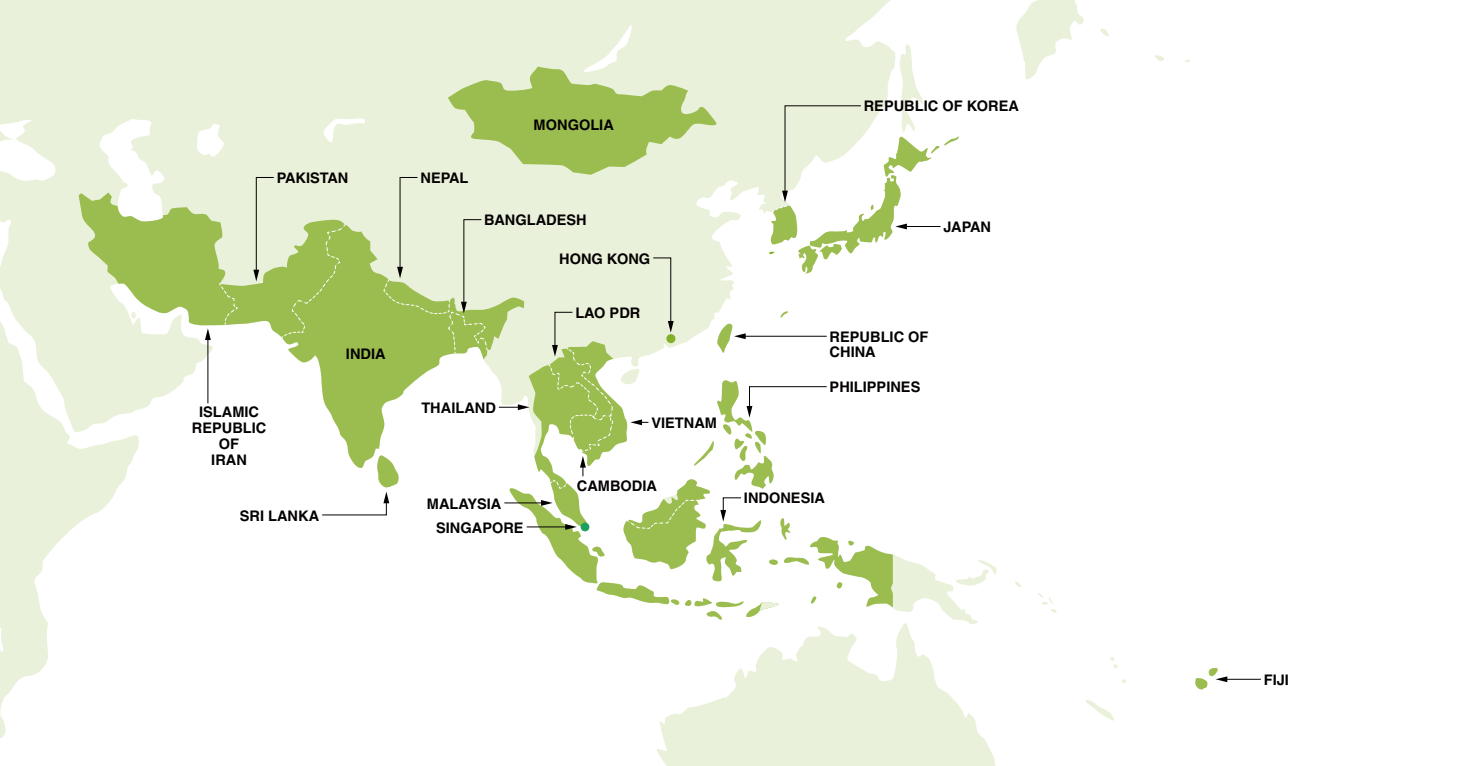 REPUBLIC OF KOREA
MONGOLIA
PAKISTAN
NEPAL
BANGLADESH
JAPAN
HONG KONG
LAO PDR
REPUBLIC OF
CHINA
INDIA
PHILIPPINES
ISLAMIC
REPUBLIC
OF
IRAN
THAILAND
VIETNAM
CAMBODIA
INDONESIA
MALAYSIA
SRI LANKA
SINGAPORE
FIJI